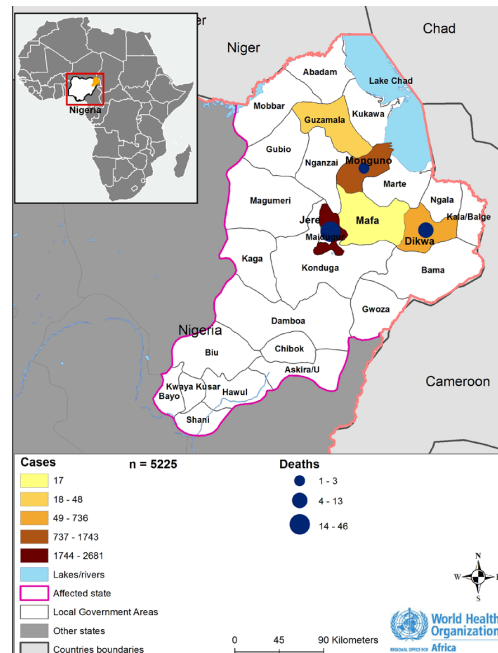 Chad
Niger
Abadam
Lake Chad
Mobbar
Kukawa
Nigeria
Guzamala
Gubio
Nganzai
Monguno
Marte
Magumeri
Ngala
Jere
Mafa
Kala/Balge
Dikwa
Kaga
Konduga
Bama
Gwoza
Damboa
Nigeria
Biu
Chibok
Askira/U
Kwaya Kusar
Bayo
Hawul
Cameroon
Shani
Cases
n = 5225
Deaths
17
1 - 3
18 - 48
4 - 13
49 - 736
14 - 46
737 - 1743
1744 - 2681
Lakes/rivers
Affected state
N
W
S
Local Government Areas
Other states
Countries boundaries
0 45 90 Kilometers
World Health
Organization
REGIONAL OFFICE FOR Africa